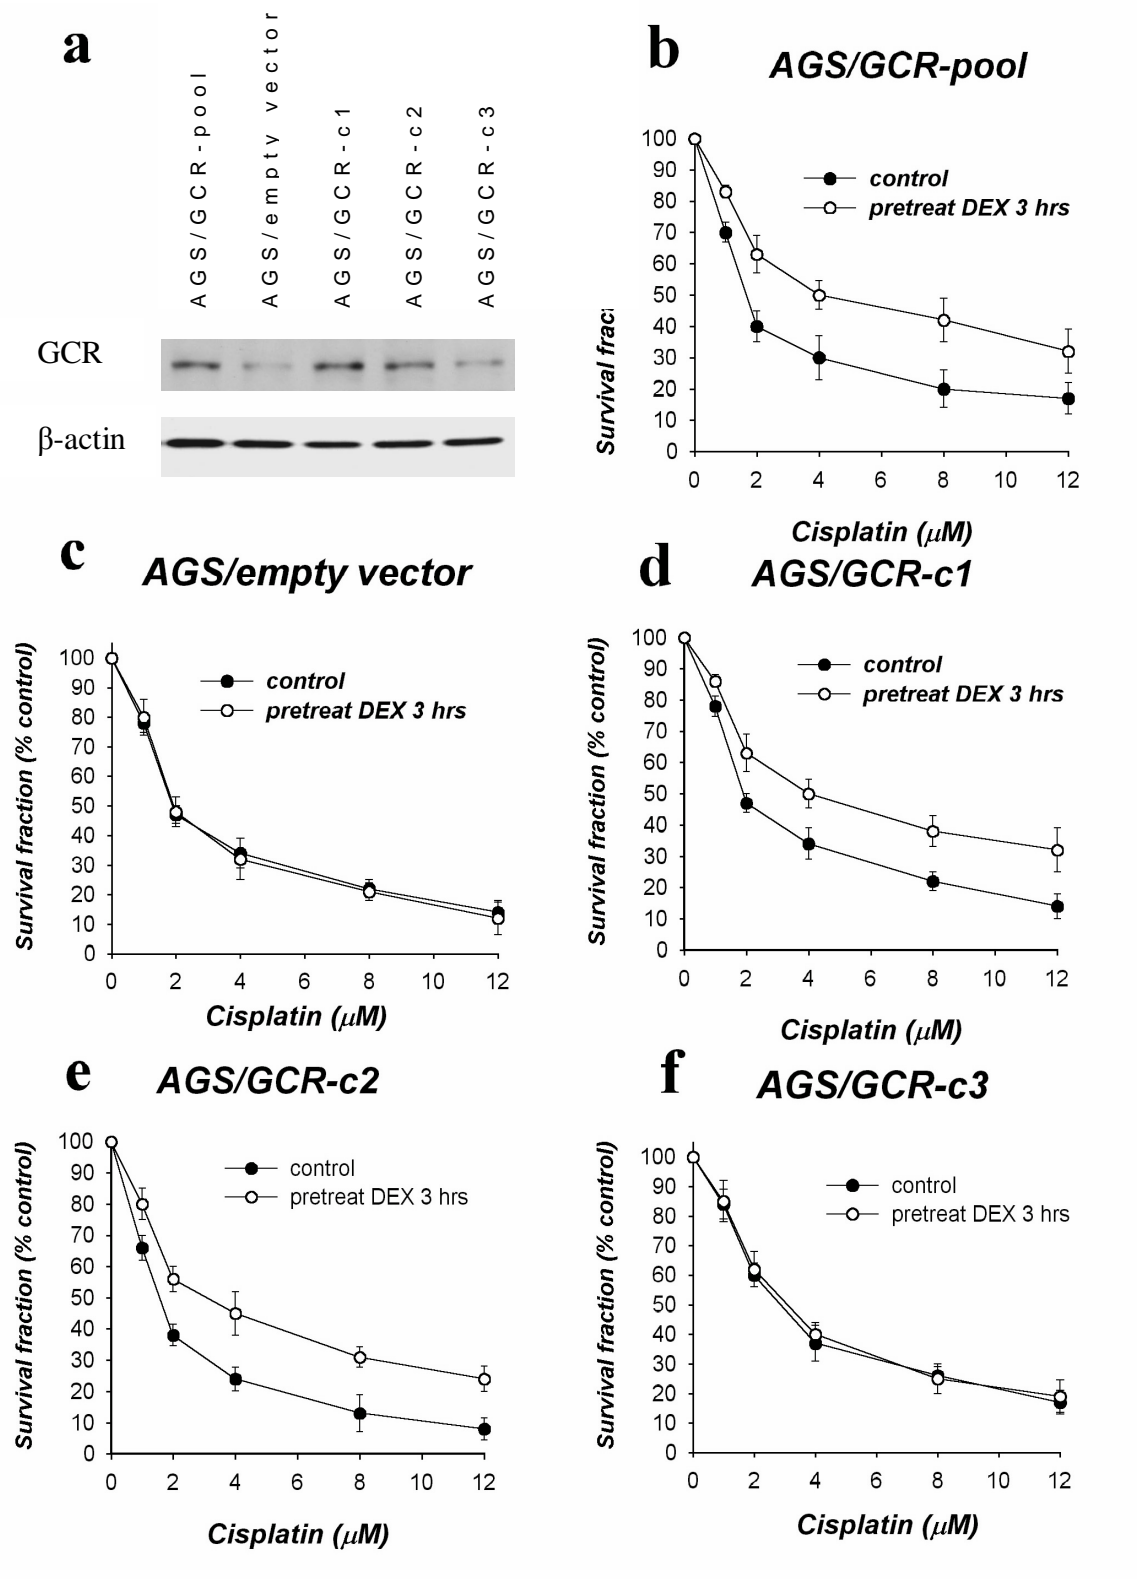 a
AGS/GCR-pool
AGS/empty vector
AGS/GCR-c1
AGS/GCR-c2
AGS/GCR-c3
GCR
β-actin
b
AGS/GCR-pool
control
pretreat DEX 3 hrs
100
90
80
70
60
50
40
30
20
10
0
Survival
0 2 4 6 8 10 12
Cisplatin (μM)
c
AGS/empty vector
control
pretreat DEX 3 hrs
Survival fraction (% control)
100
90
80
70
60
50
40
30
20
10
0
0 2 4 6 8 10 12
Cisplatin (μM)
d
AGS/GCR-c1
control
pretreat DEX 3 hrs
Survival fraction (% control)
100
90
80
70
60
50
40
30
20
10
0
0 2 4 6 8 10 12
Cisplatin (μM)
e
AGS/GCR-c2
control
pretreat DEX 3 hrs
Survival fraction (% control)
100
90
80
70
60
50
40
30
20
10
0
0 2 4 6 8 10 12
Cisplatin (μM)
f
AGS/GCR-c3
control
pretreat DEX 3 hrs
Survival fraction (% control)
100
90
80
70
60
50
40
30
20
10
0
0 2 4 6 8 10 12
Cisplatin (μM)